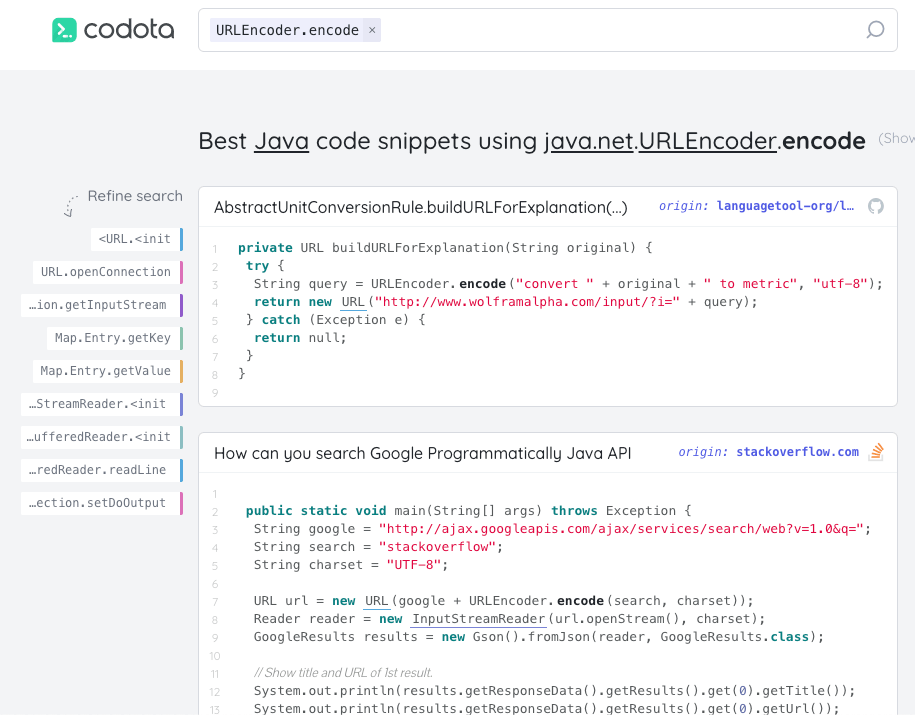 codota
URLEncoder.encode ×
Best Java code snippets using java.net.URLEncoder.encode (Show
Refine search
<URL.<init
URL.openConnection
…ion.getInputStream
Map.Entry.getKey
Map.Entry.getValue
…StreamReader.<init
…ufferedReader.<init
…redReader.readLine
…ection.setDoOutput
AbstractUnitConversionRule.buildURLForExplanation(...) origin: languagetool-org/l…
1 private URL buildURLForExplanation(String original) {
2 try {
3 String query = URLEncoder.encode("convert " + original + " to metric", "utf-8");
4 return new URL("http://www.wolframalpha.com/input/?i=" + query);
5 } catch (Exception e) {
6 return null;
7 }
8 }
9
How can you search Google Programmatically Java API origin: stackoverflow.com
1
2 public static void main(String[] args) throws Exception {
3 String google = "http://ajax.googleapis.com/ajax/services/search/web?v=1.0&q=";
4 String search = "stackoverflow";
5 String charset = "UTF-8";
6
7 URL url = new URL(google + URLEncoder.encode(search, charset));
8 Reader reader = new InputStreamReader(url.openStream(), charset);
9 GoogleResults results = new Gson().fromJson(reader, GoogleResults.class);
10
11 // Show title and URL of 1st result.
12 System.out.println(results.getResponseData().getResults().get(0).getTitle());
13 System.out.println(results.getResponseData().getResults().get(0).getUrl());